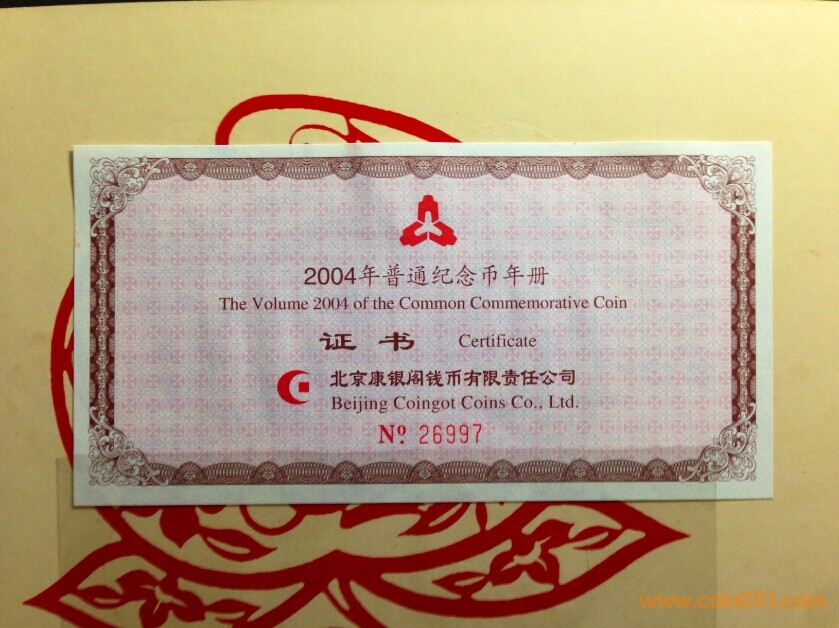 2004年普通纪念币年册
The Volume 2004 of the Common Commemorative Coin
证书 Certificate
北京康银阁钱币有限责任公司
Beijing Coingot Coins Co., Ltd.
Nº 26997
www.coin001.com